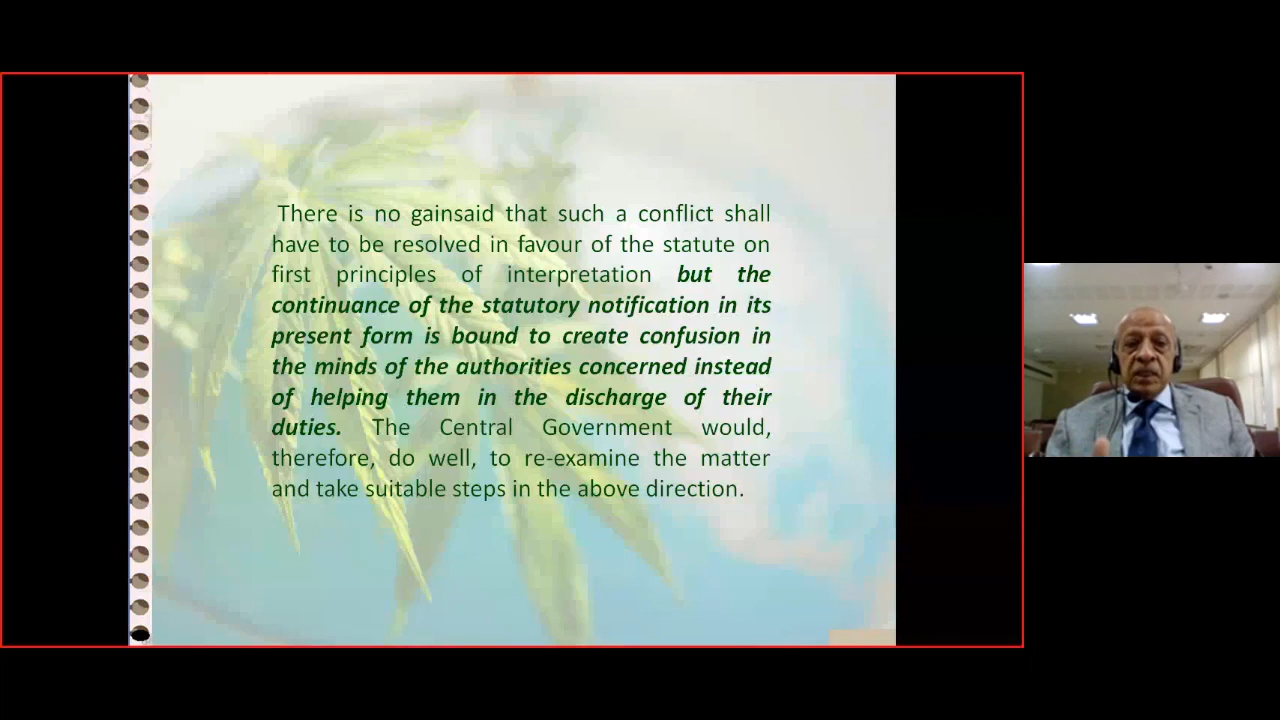 There is no gainsaid that such a conflict shall
have to be resolved in favour of the statute on
first principles of interpretation but the
continuance of the statutory notification in its
present form is bound to create confusion in
the minds of the authorities concerned instead
of helping them in the discharge of their
duties. The Central Government would,
therefore, do well, to re-examine the matter
and take suitable steps in the above direction.